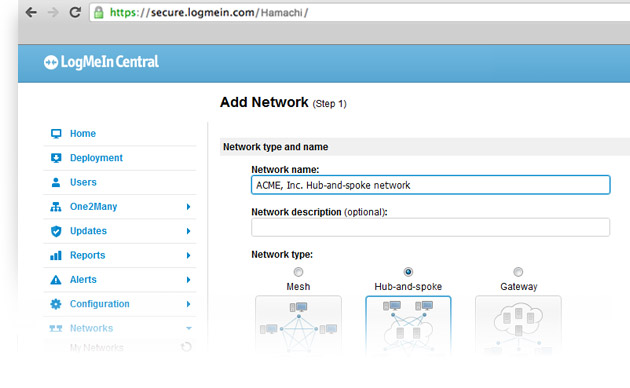 https://secure.logmein.com/Hamachi/
LogMeIn Central
Home
Deployment
Users
One2Many
Updates
Reports
Alerts
Configuration
Networks
My Networks
Add Network (Step 1)
Network type and name
Network name:
ACME, Inc. Hub-and-spoke network
Network description (optional):
Network type:
Mesh
Hub-and-spoke
Gateway